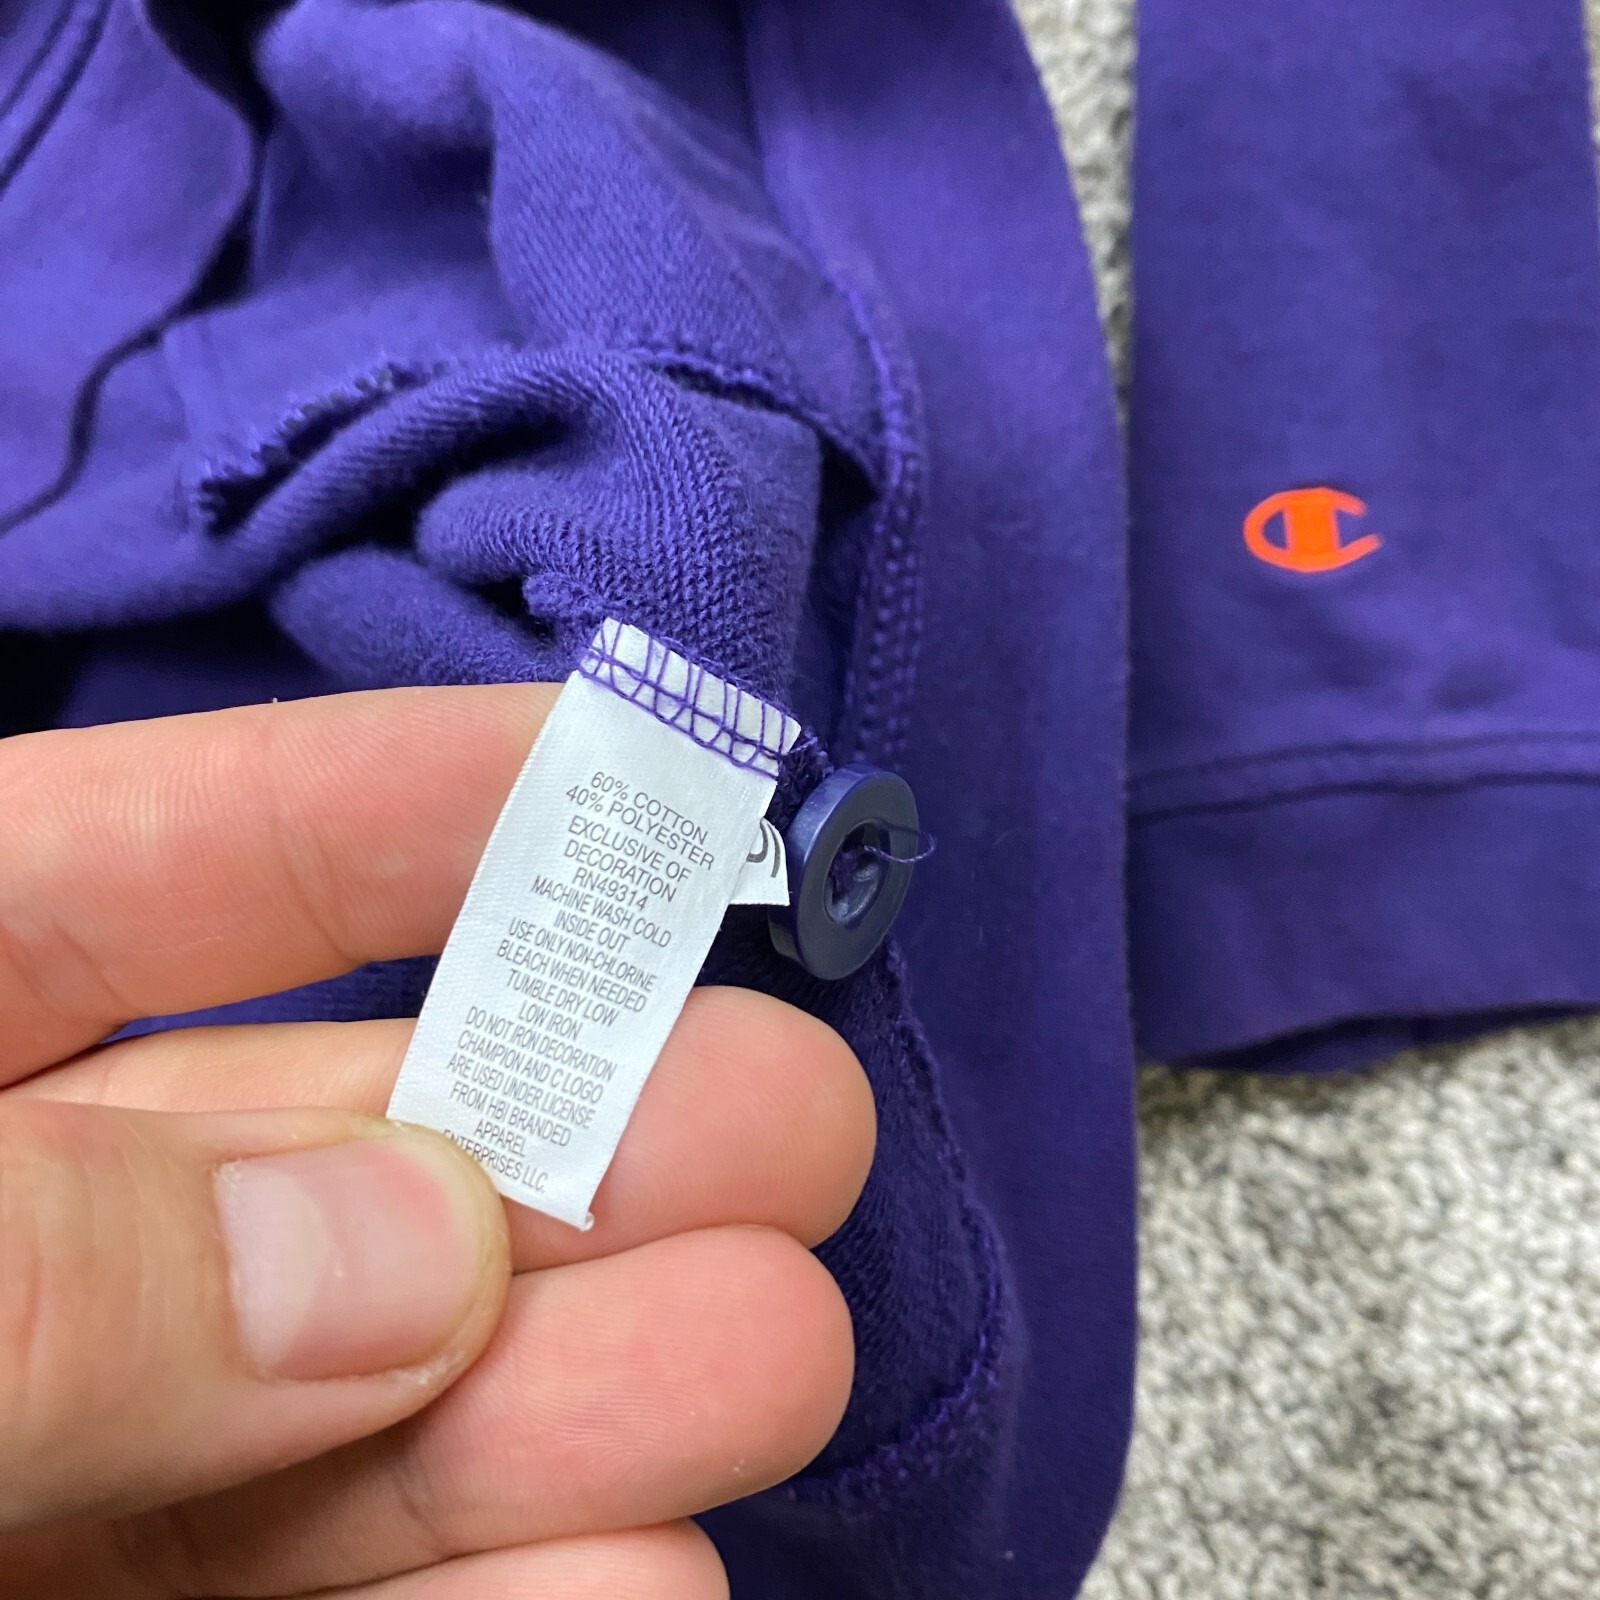 60% COTTON
40% POLYESTER
EXCLUSIVE OF
DECORATION
RN49314
MACHINE WASH COLD
INSIDE OUT
USE ONLY NON-CHLORINE
BLEACH WHEN NEEDED
TUMBLE DRY LOW
LOW IRON
DO NOT IRON DECORATION
CHAMPION AND C LOGO
ARE USED UNDER LICENSE
FROM HBI BRANDED
APPAREL
ENTERPRISES LLC.